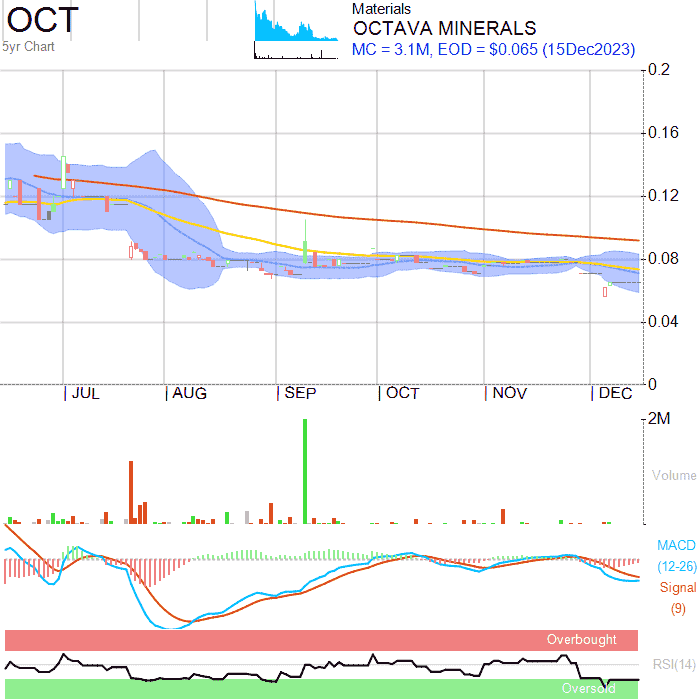 OCT
Materials
OCTAVA MINERALS
5yr Chart
MC = 3.1M, EOD = $0.065 (15Dec2023)
0.2
0.16
0.12
0.08
0.04
0
JUL AUG SEP OCT NOV DEC
2M
Volume
MACD
(12-26)
Signal
(9)
Overbought
RSI(14)
Oversold